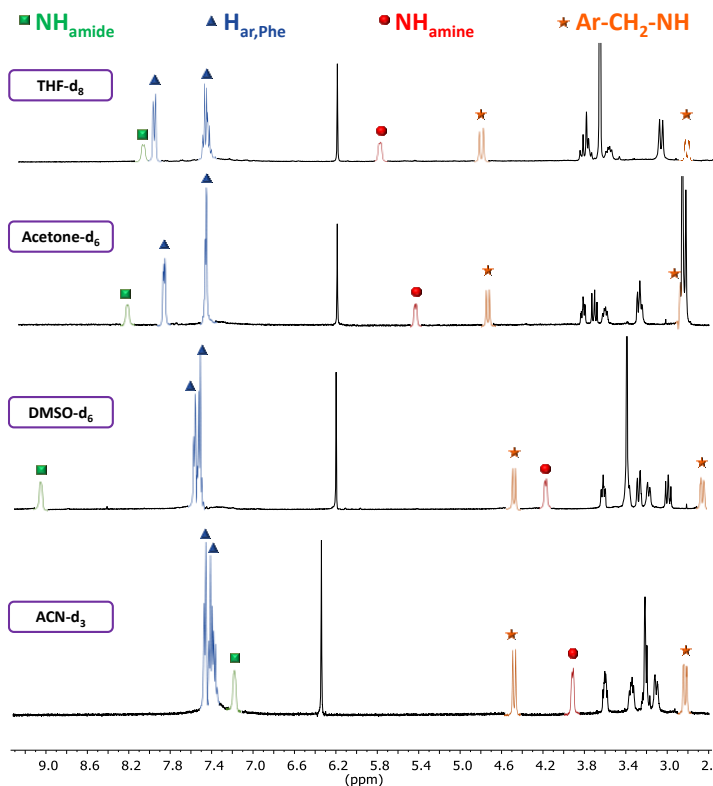 NHamide Har,Phe NHamine Ar-CH2-NH
THF-d8
Acetone-d6
DMSO-d6
ACN-d3
9.0 8.2 7.8 7.4 7.0 6.6 6.2 5.8 5.4 5.0 4.6 4.2 3.8 3.4 3.0 2.6
(ppm)